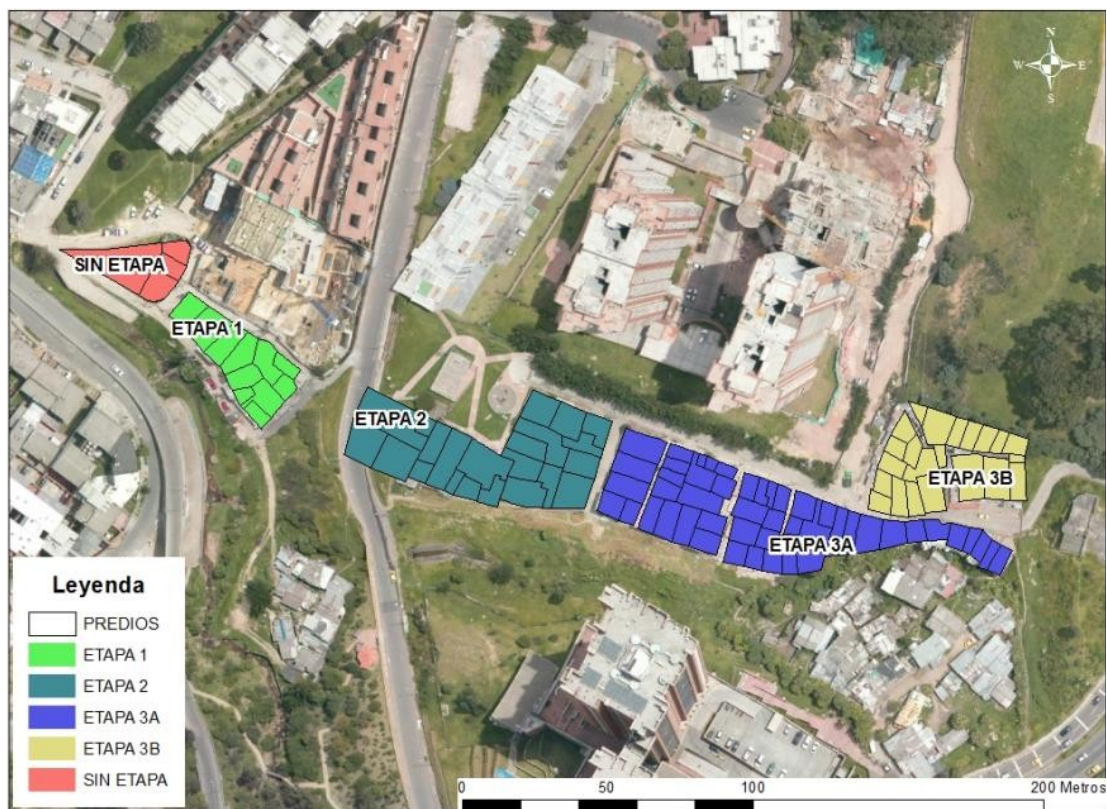 N
W E
S
SIN ETAPA
ETAPA 1
ETAPA 2
ETAPA 3A
ETAPA 3B
Leyenda
PREDIOS
ETAPA 1
ETAPA 2
ETAPA 3A
ETAPA 3B
SIN ETAPA
0 50 100 200 Metros